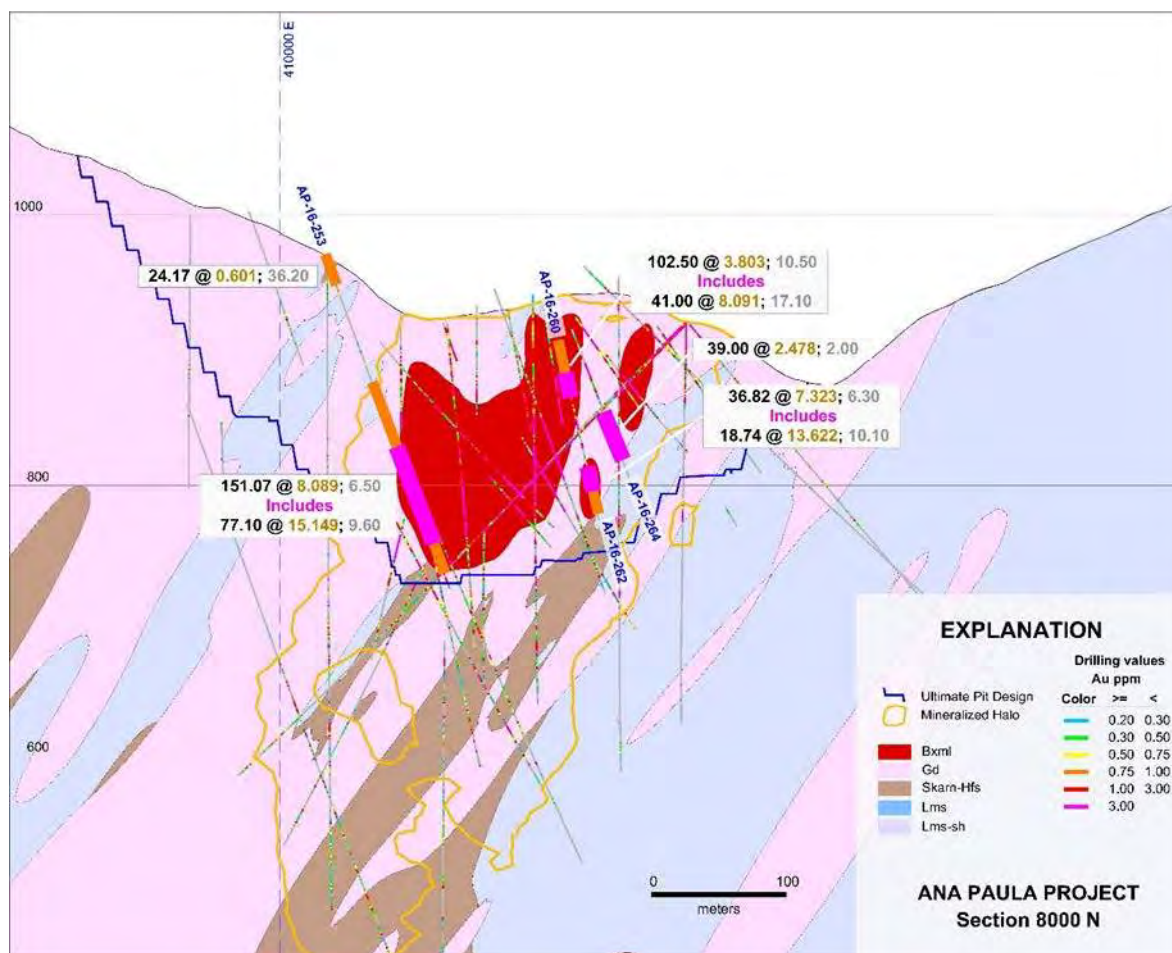 410000 E
1000
AP-16-253
24.17 @ 0.601; 36.20
AP-16-260
102.50 @ 3.803; 10.50
Includes
41.00 @ 8.091; 17.10
39.00 @ 2.478; 2.00
36.82 @ 7.323; 6.30
Includes
18.74 @ 13.622; 10.10
800
151.07 @ 8.089; 6.50
Includes
77.10 @ 15.149; 9.60
AP-16-264
AP-16-262
600
EXPLANATION
Drilling values
Au ppm
Color >= <
Ultimate Pit Design
Mineralized Halo
0.20 0.30
0.30 0.50
0.50 0.75
0.75 1.00
1.00 3.00
3.00
Bxml
Gd
Skarn-Hfs
Lms
Lms-sh
0 100
meters
ANA PAULA PROJECT
Section 8000 N